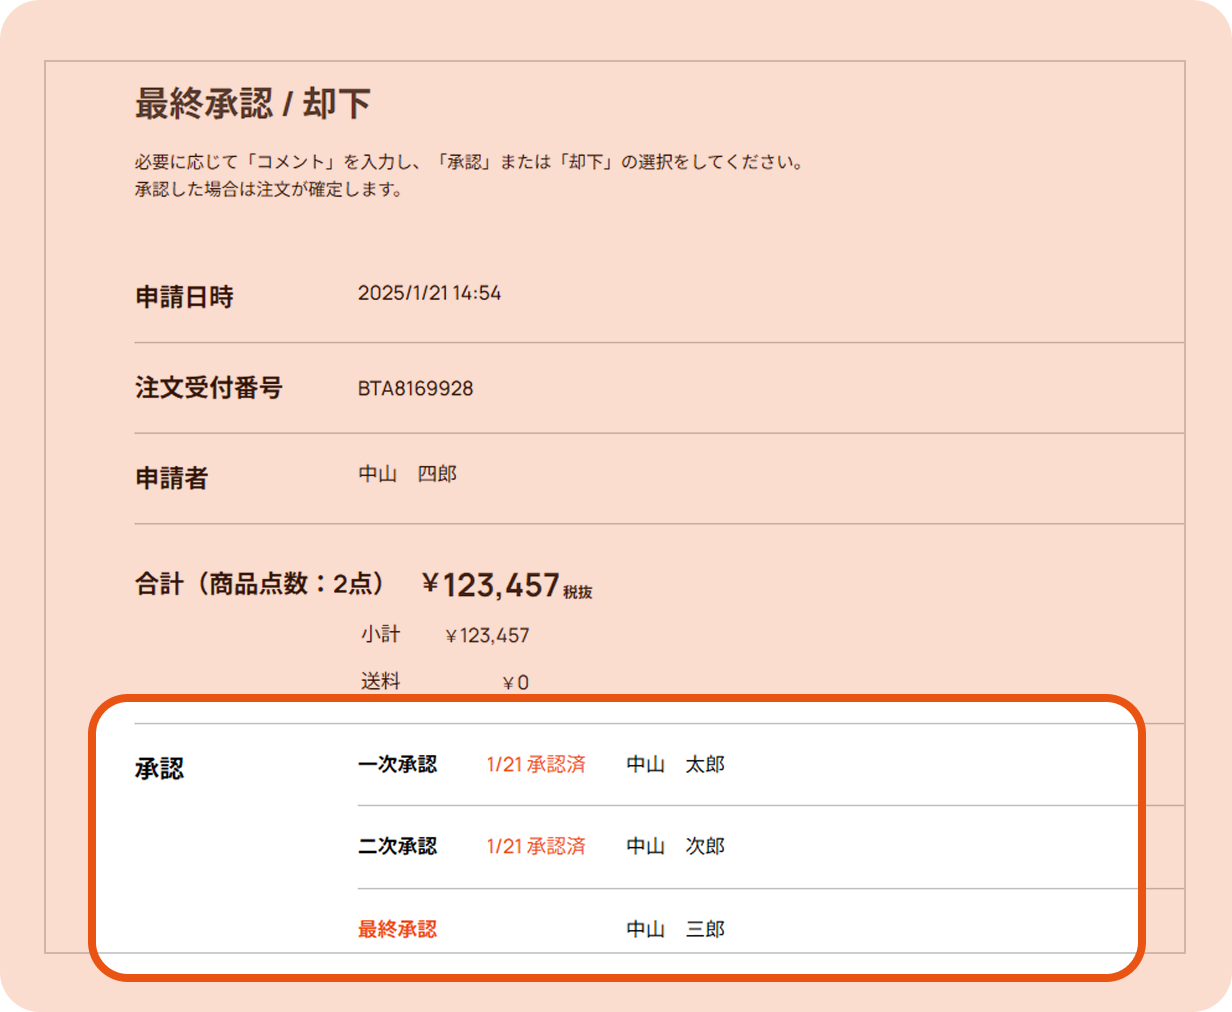 最終承認 / 却下
必要に応じて「コメント」を入力し、「承認」または「却下」の選択をしてください。
承認した場合は注文が確定します。
申請日時 2025/1/21 14:54
注文受付番号 BTA8169928
申請者 中山　四郎
合計（商品点数：2点） ￥123,457 税抜
小計 ￥123,457
送料 ￥0
承認 一次承認 1/21 承認済 中山　太郎
二次承認 1/21 承認済 中山　次郎
最終承認 中山　三郎